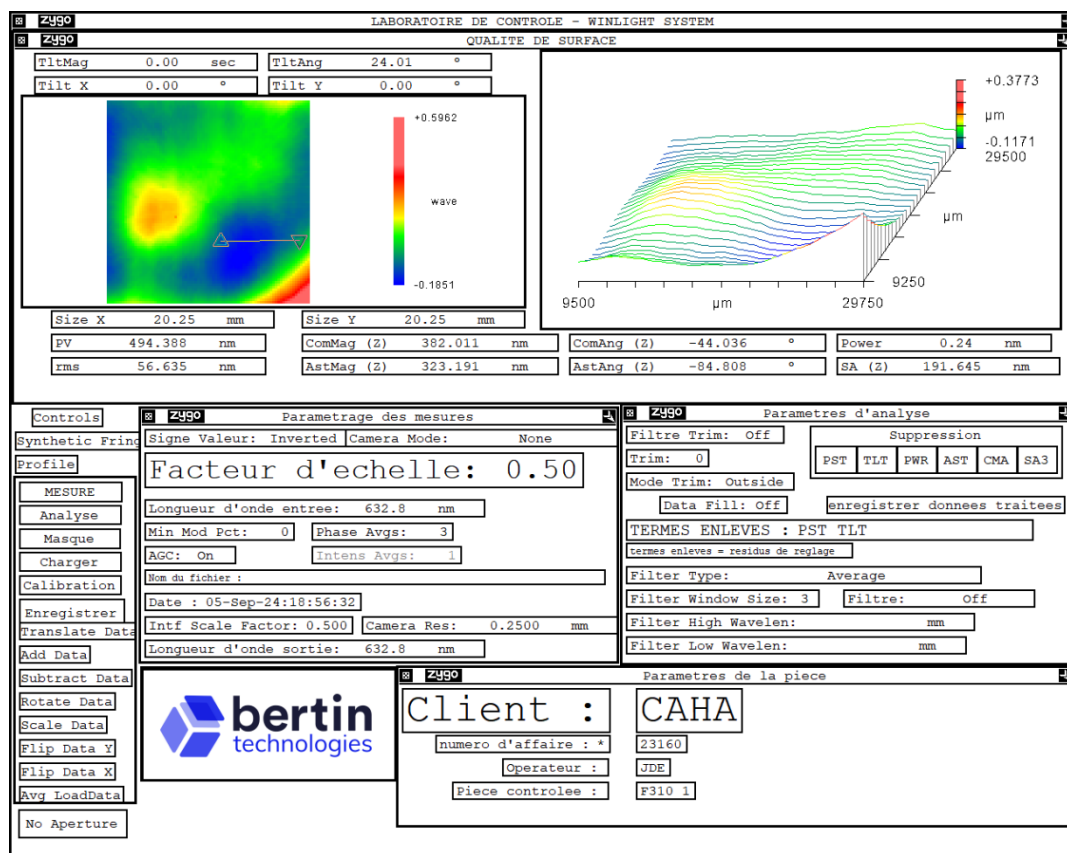 zygo LABORATOIRE DE CONTROLE - WINLIGHT SYSTEM
zygo QUALITE DE SURFACE
TltMag 0.00 sec TltAng 24.01 °
Tilt X 0.00 ° Tilt Y 0.00 °
+0.5962
wave
-0.1851
+0.3773
µm
-0.1171
29500
µm
9250
9500 µm 29750
Size X 20.25 mm Size Y 20.25 mm
PV 494.388 nm ComMag (Z) 382.011 nm ComAng (Z) -44.036 ° Power 0.24 nm
rms 56.635 nm AstMag (Z) 323.191 nm AstAng (Z) -84.808 ° SA (Z) 191.645 nm
Controls
Synthetic Fring
Profile
MESURE
Analyse
Masque
Charger
Calibration
Enregistrer
Translate Data
Add Data
Subtract Data
Rotate Data
Scale Data
Flip Data Y
Flip Data X
Avg LoadData
No Aperture
zygo Parametrage des mesures
Signe Valeur: Inverted Camera Mode: None
Facteur d'echelle: 0.50
Longueur d'onde entree: 632.8 nm
Min Mod Pct: 0 Phase Avgs: 3
AGC: On Intens Avgs: 1
Nom du fichier :
Date : 05-Sep-24:18:56:32
Intf Scale Factor: 0.500 Camera Res: 0.2500 mm
Longueur d'onde sortie: 632.8 nm
zygo Parametres d'analyse
Filtre Trim: Off Suppression
Trim: 0 PST TLT PWR AST CMA SA3
Mode Trim: Outside
Data Fill: Off enregistrer donnees traitees
TERMES ENLEVES : PST TLT
termes enleves = residus de reglage
Filter Type: Average
Filter Window Size: 3 Filtre: Off
Filter High Wavelen: mm
Filter Low Wavelen: mm
bertin
technologies
zygo Parametres de la piece
Client : CAHA
numero d'affaire : * 23160
Operateur : JDE
Piece controlee : F310 1